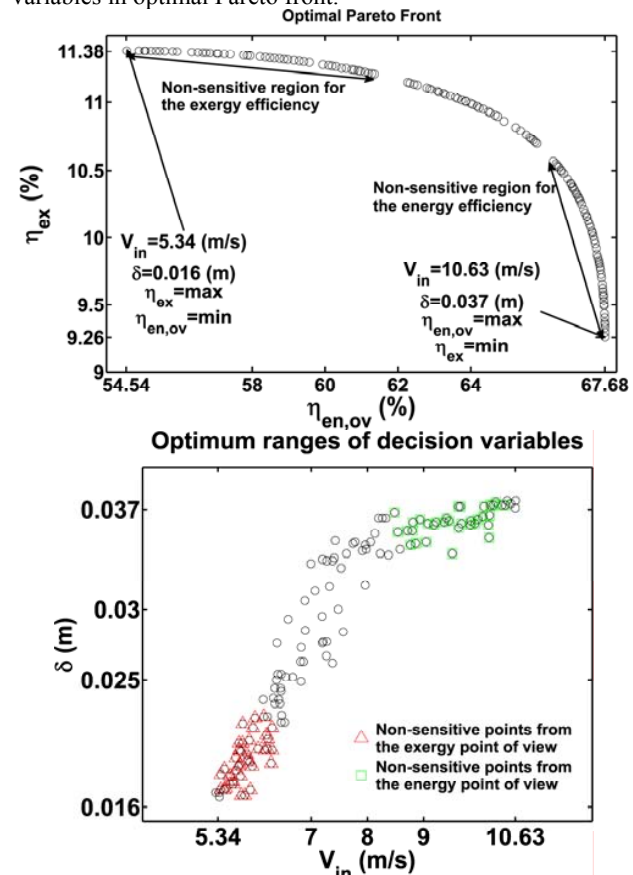 variables in optimal Pareto front.
Optimal Pareto Front
11.38
11
10.5
10
9.5
9.26
9
η_ex (%)
Non-sensitive region for
the exergy efficiency
Non-sensitive region for
the energy efficiency
V_in=5.34 (m/s)
δ=0.016 (m)
η_ex=max
η_en,ov=min
V_in=10.63 (m/s)
δ=0.037 (m)
η_en,ov=max
η_ex=min
54.54 58 60 62 64 67.68
η_en,ov (%)
Optimum ranges of decision variables
0.037
0.03
0.025
0.016
δ (m)
Non-sensitive points from
the exergy point of view
Non-sensitive points from
the energy point of view
5.34 7 8 9 10.63
V_in (m/s)